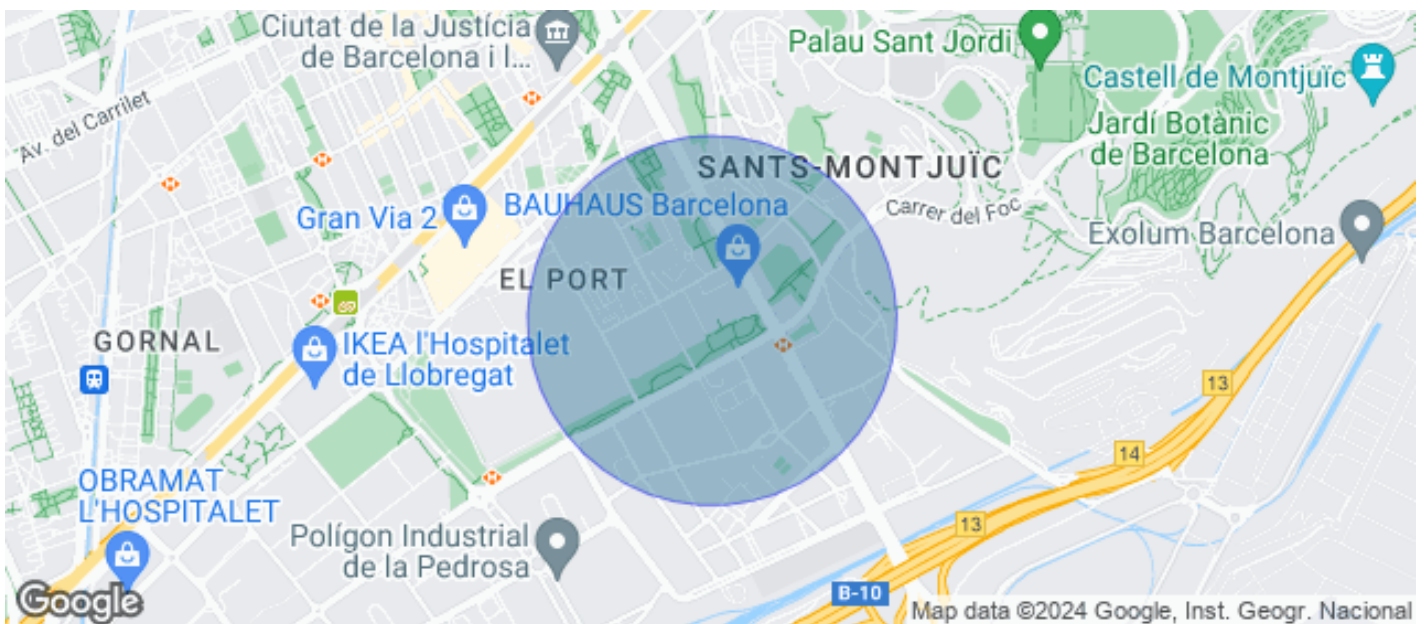 Ciutat de la Justícia
de Barcelona i l...
Palau Sant Jordi
Castell de Montjuïc
Av. del Carrilet
Jardí Botànic
de Barcelona
SANTS-MONTJUÏC
Gran Via 2
BAUHAUS Barcelona
Carrer del Foc
Exolum Barcelona
EL PORT
GORNAL
IKEA l'Hospitalet
de Llobregat
13
14
OBRAMAT
L'HOSPITALET
13
Polígon Industrial
de la Pedrosa
B-10
Google
Map data ©2024 Google, Inst. Geogr. Nacional